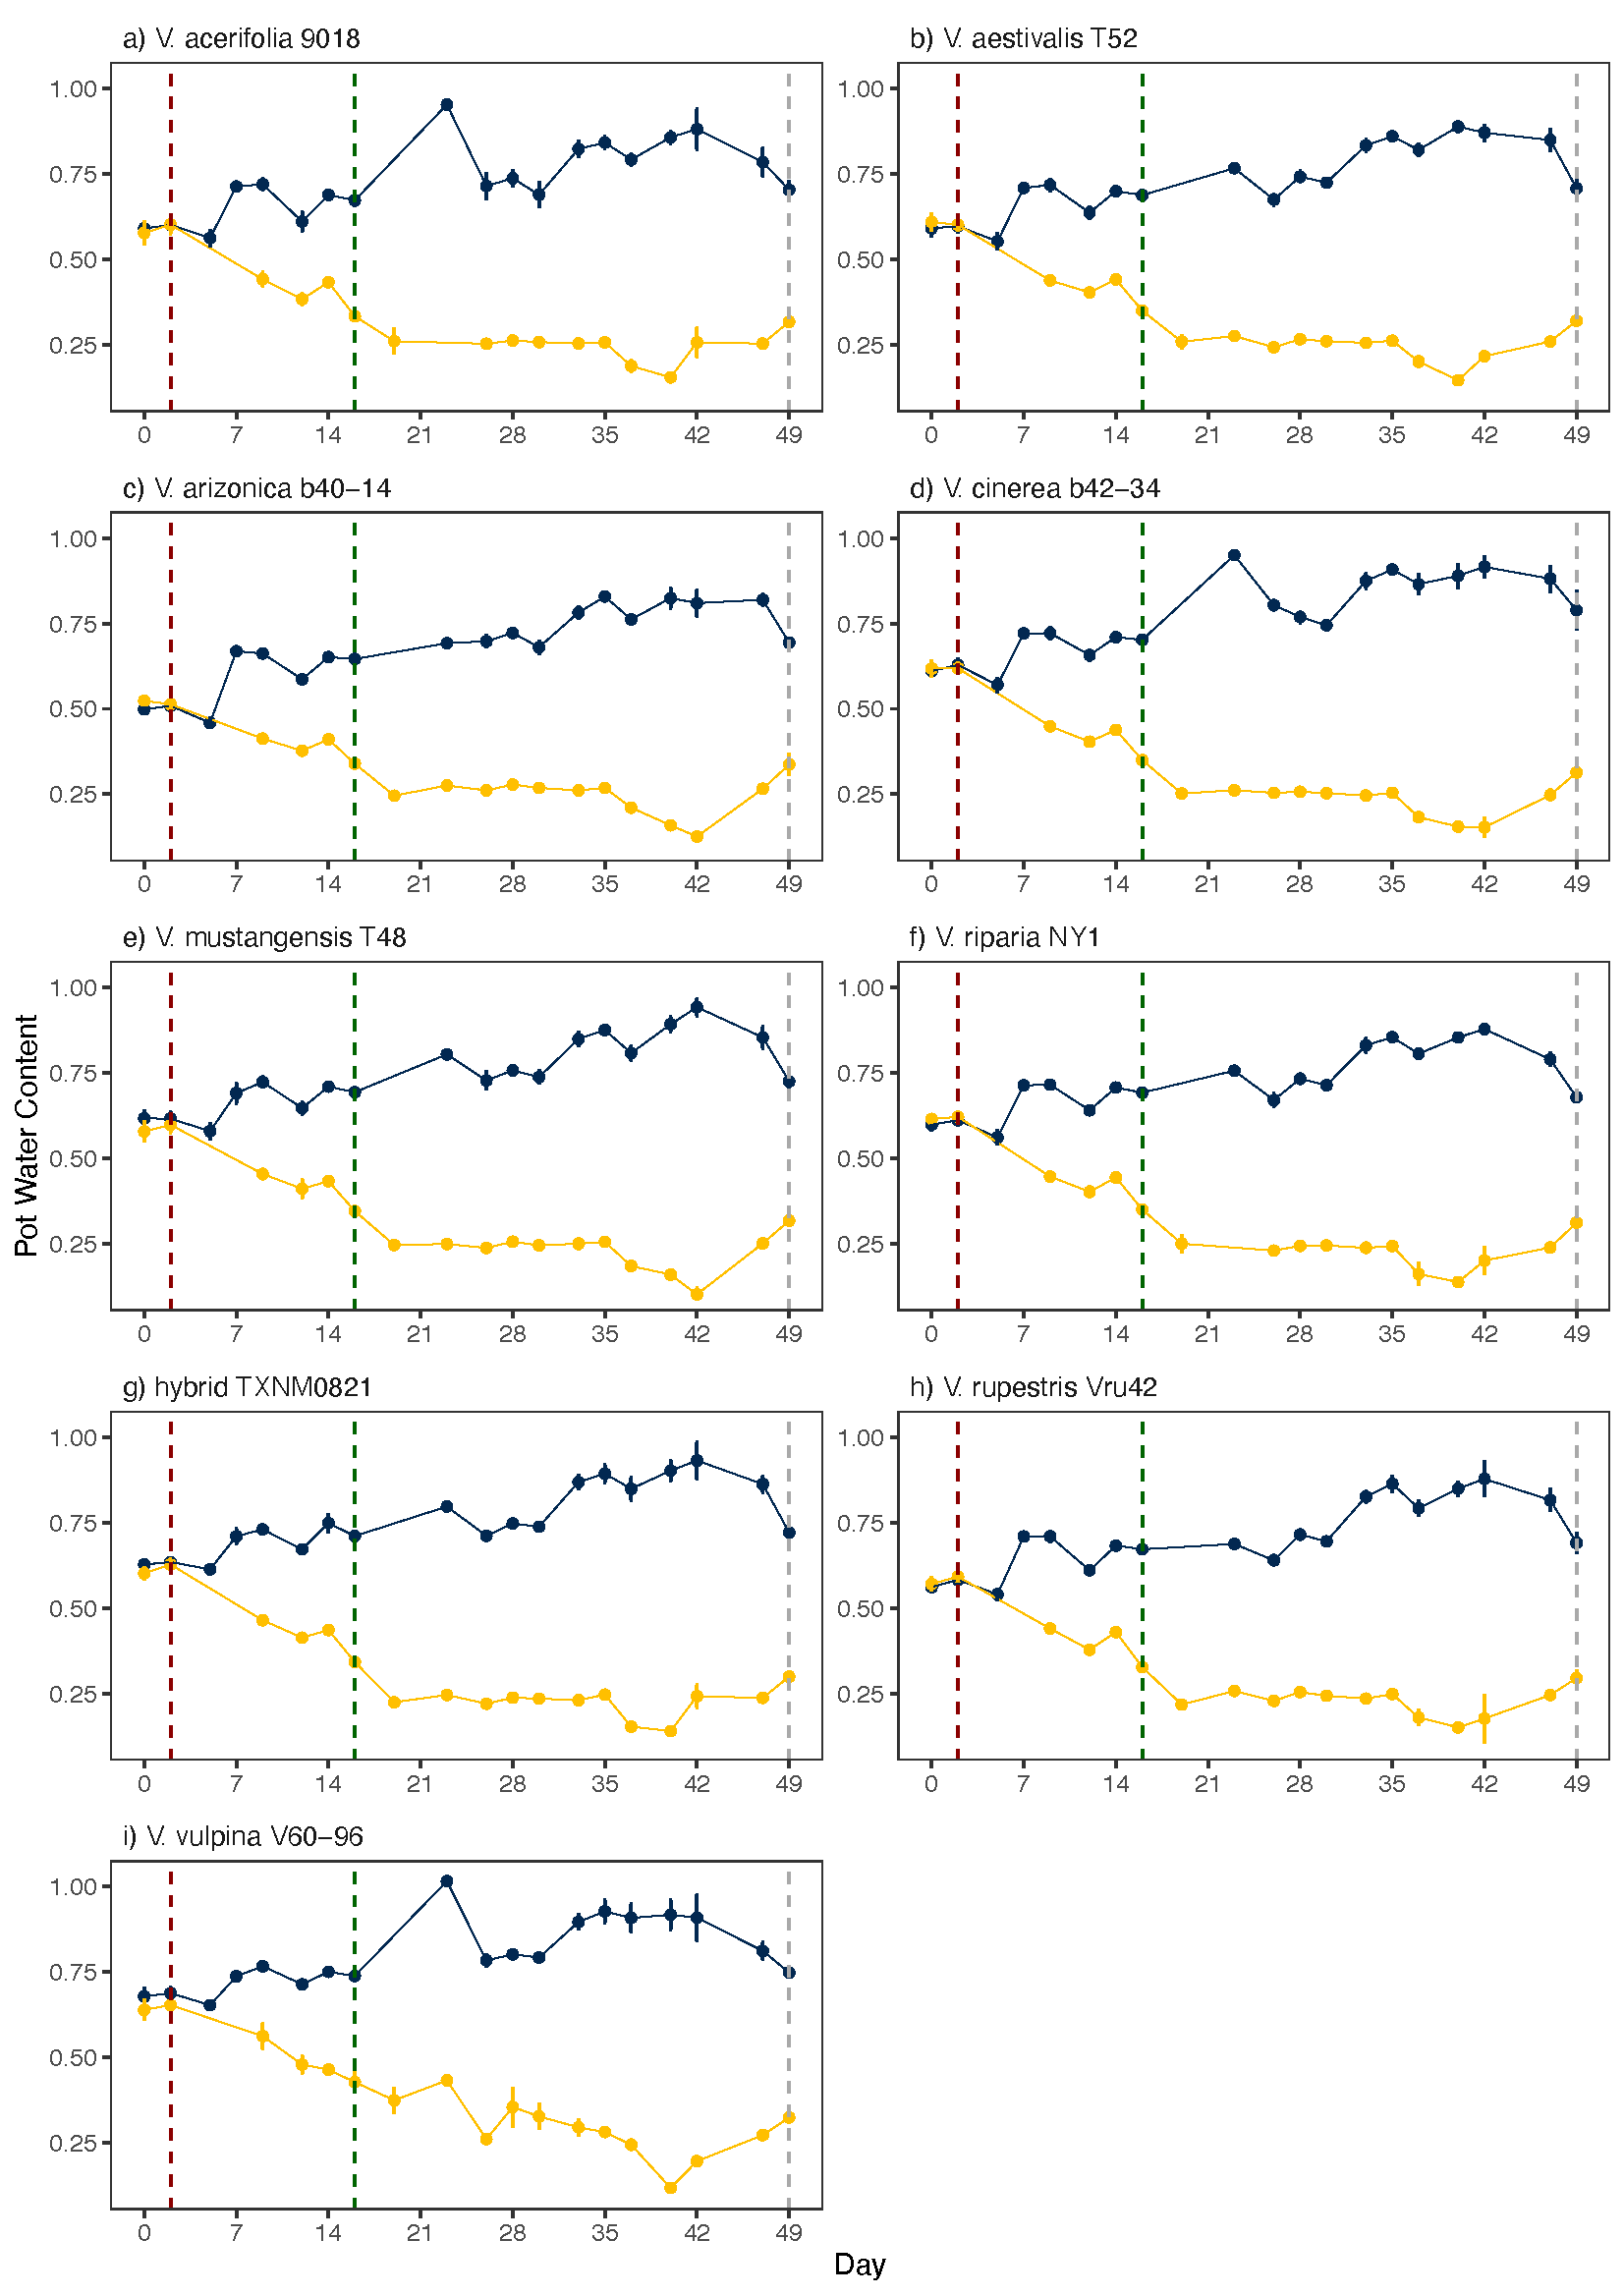 a) V. acerifolia 9018
1.00
0.75
0.50
0.25
0 7 14 21 28 35 42 49
b) V. aestivalis T52
1.00
0.75
0.50
0.25
0 7 14 21 28 35 42 49
c) V. arizonica b40−14
1.00
0.75
0.50
0.25
0 7 14 21 28 35 42 49
d) V. cinerea b42−34
1.00
0.75
0.50
0.25
0 7 14 21 28 35 42 49
e) V. mustangensis T48
1.00
0.75
0.50
0.25
0 7 14 21 28 35 42 49
f) V. riparia NY1
1.00
0.75
0.50
0.25
0 7 14 21 28 35 42 49
g) hybrid TXNM0821
1.00
0.75
0.50
0.25
0 7 14 21 28 35 42 49
h) V. rupestris Vru42
1.00
0.75
0.50
0.25
0 7 14 21 28 35 42 49
i) V. vulpina V60−96
1.00
0.75
0.50
0.25
0 7 14 21 28 35 42 49
Pot Water Content
Day